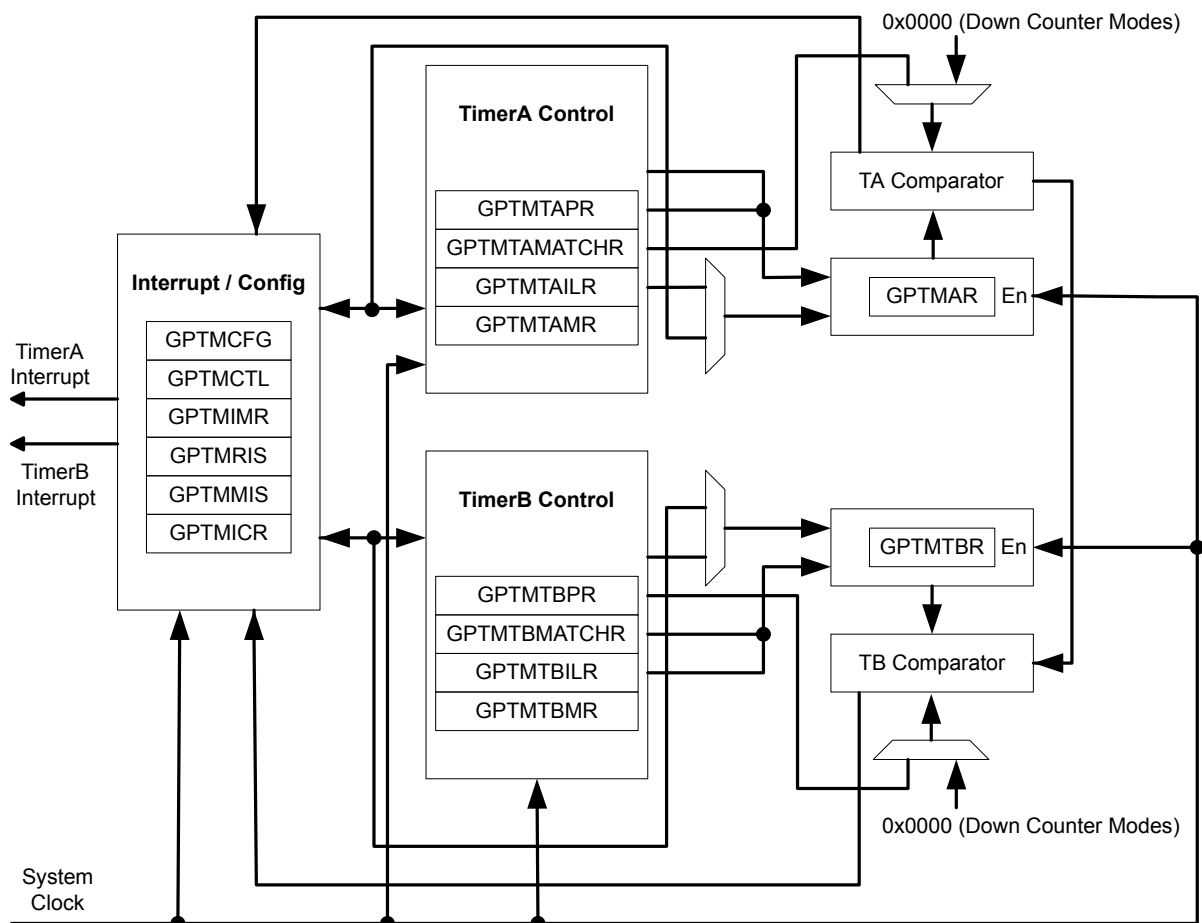 0x0000 (Down Counter Modes)
TimerA Control
GPTMTAPR
GPTMTAMATCHR
GPTMTAILR
GPTMTAMR
TA Comparator
GPTMAR
En
Interrupt / Config
GPTMCFG
GPTMCTL
GPTMIMR
GPTMRIS
GPTMMIS
GPTMICR
TimerA
Interrupt
TimerB
Interrupt
TimerB Control
GPTMTBPR
GPTMTBMATCHR
GPTMTBILR
GPTMTBMR
GPTMTBR
En
TB Comparator
0x0000 (Down Counter Modes)
System
Clock